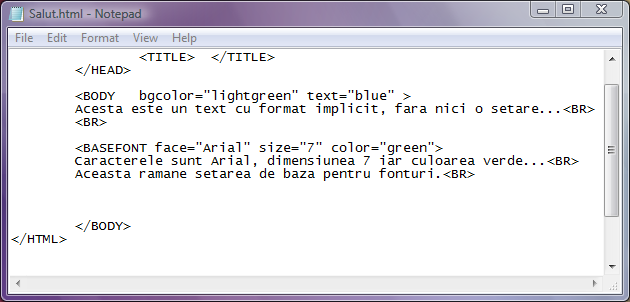 Salut.html - Notepad
File Edit Format View Help
<TITLE>  </TITLE>
</HEAD>
<BODY   bgcolor="lightgreen" text="blue" >
Acesta este un text cu format implicit, fara nici o setare...<BR>
<BR>
<BASEFONT face="Arial" size="7" color="green">
Caracterele sunt Arial, dimensiunea 7 iar culoarea verde...<BR>
Aceasta ramane setarea de baza pentru fonturi.<BR>
</BODY>
</HTML>